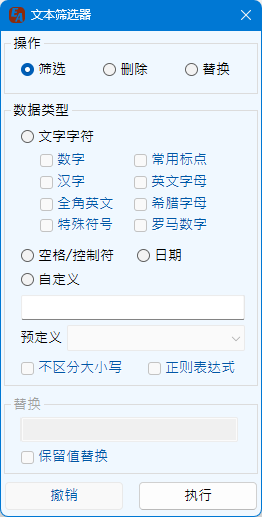 文本筛选器
操作
筛选 删除 替换
数据类型
文字字符
数字 常用标点
汉字 英文字母
全角英文 希腊字母
特殊符号 罗马数字
空格/控制符 日期
自定义
预定义
不区分大小写 正则表达式
替换
保留值替换
撤销 执行